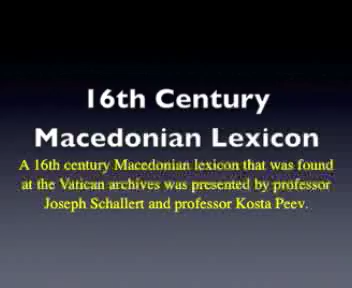 16th Century
Macedonian Lexicon
A 16th century Macedonian lexicon that was found
at the Vatican archives was presented by professor
Joseph Schallert and professor Kosta Peev.